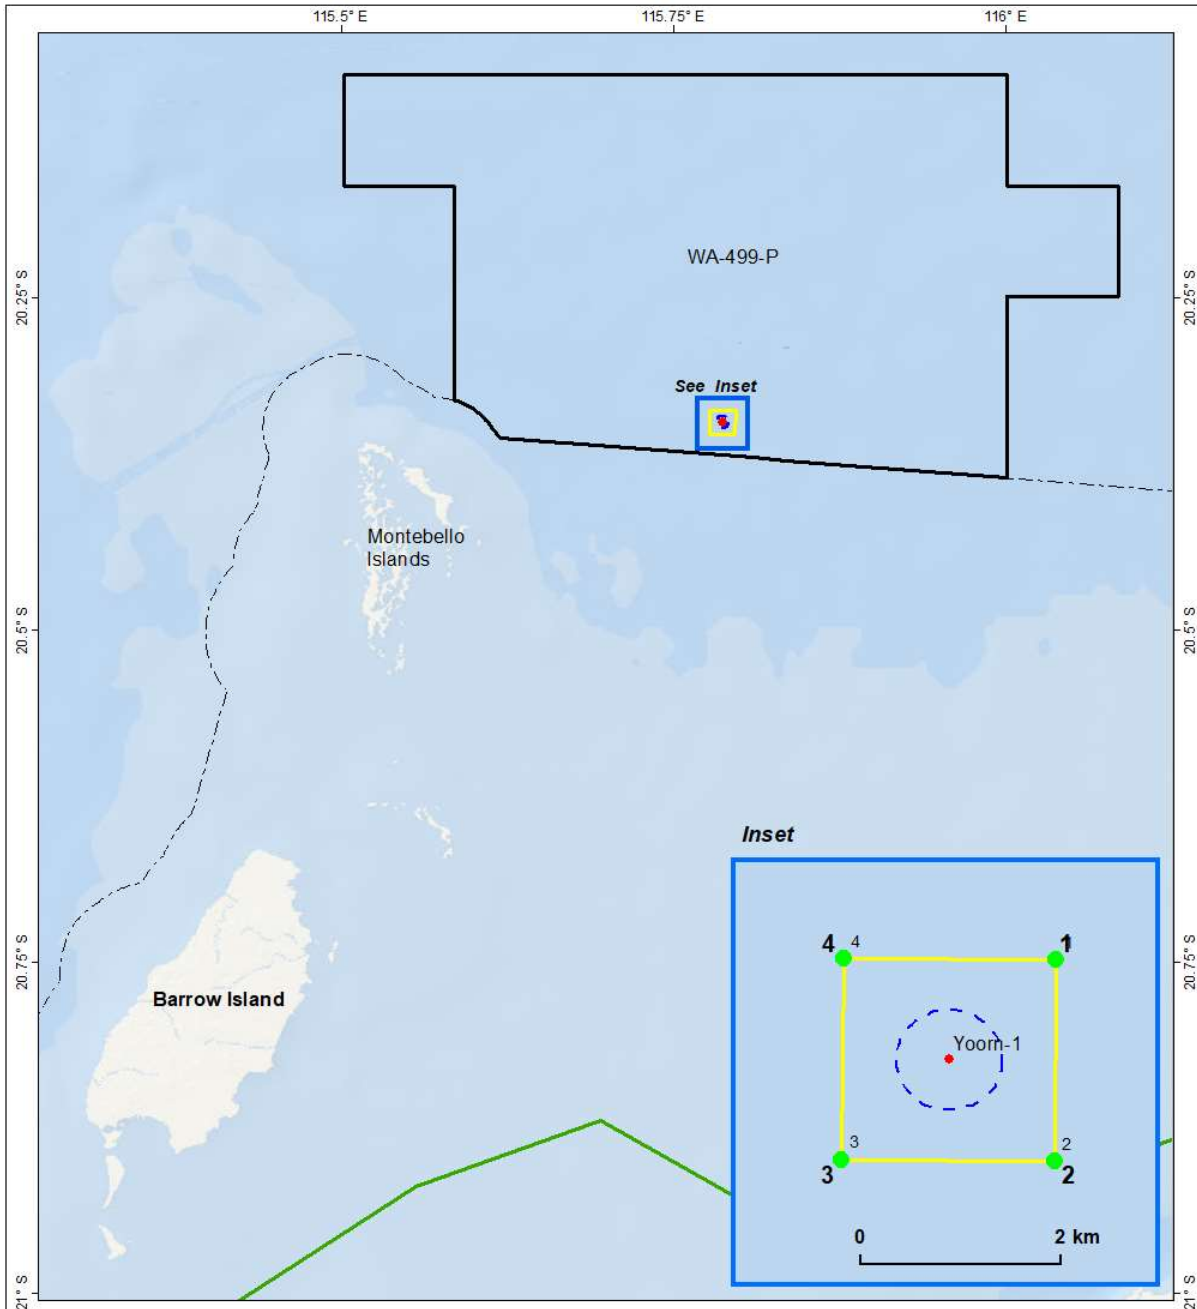 115.5° E
115.75° E
116° E
WA-499-P
20.25° S
20.25° S
See Inset
Montebello
Islands
20.5° S
20.5° S
Inset
4
4
1
20.75° S
20.75° S
Barrow Island
Yoorn-1
3
2
3
2
0
2 km
21° S
21° S